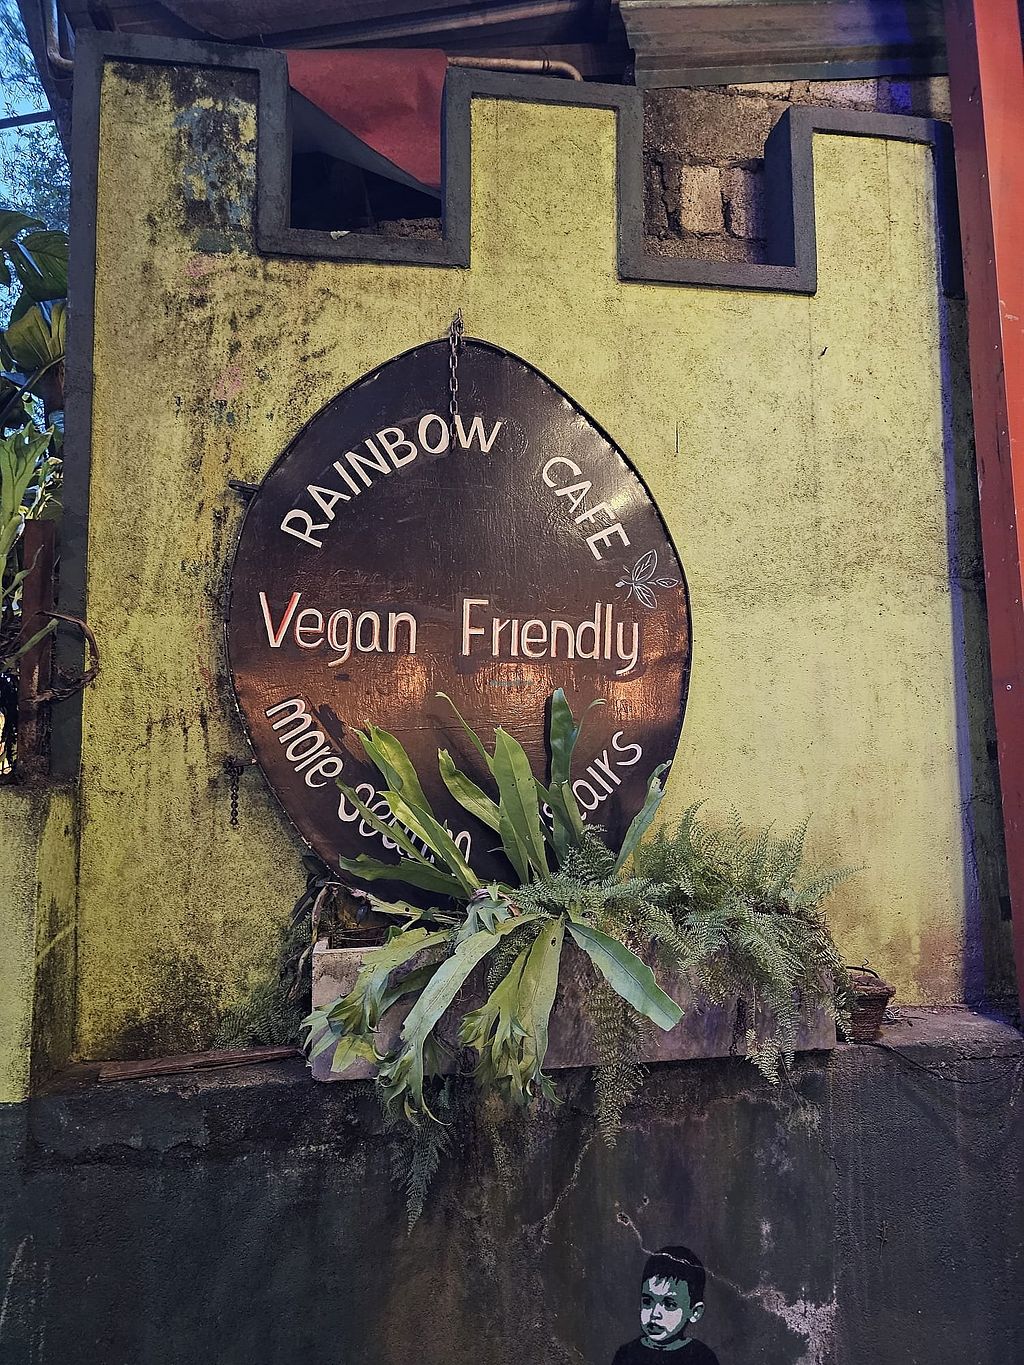 RAINBOW CAFE
Vegan Friendly
more